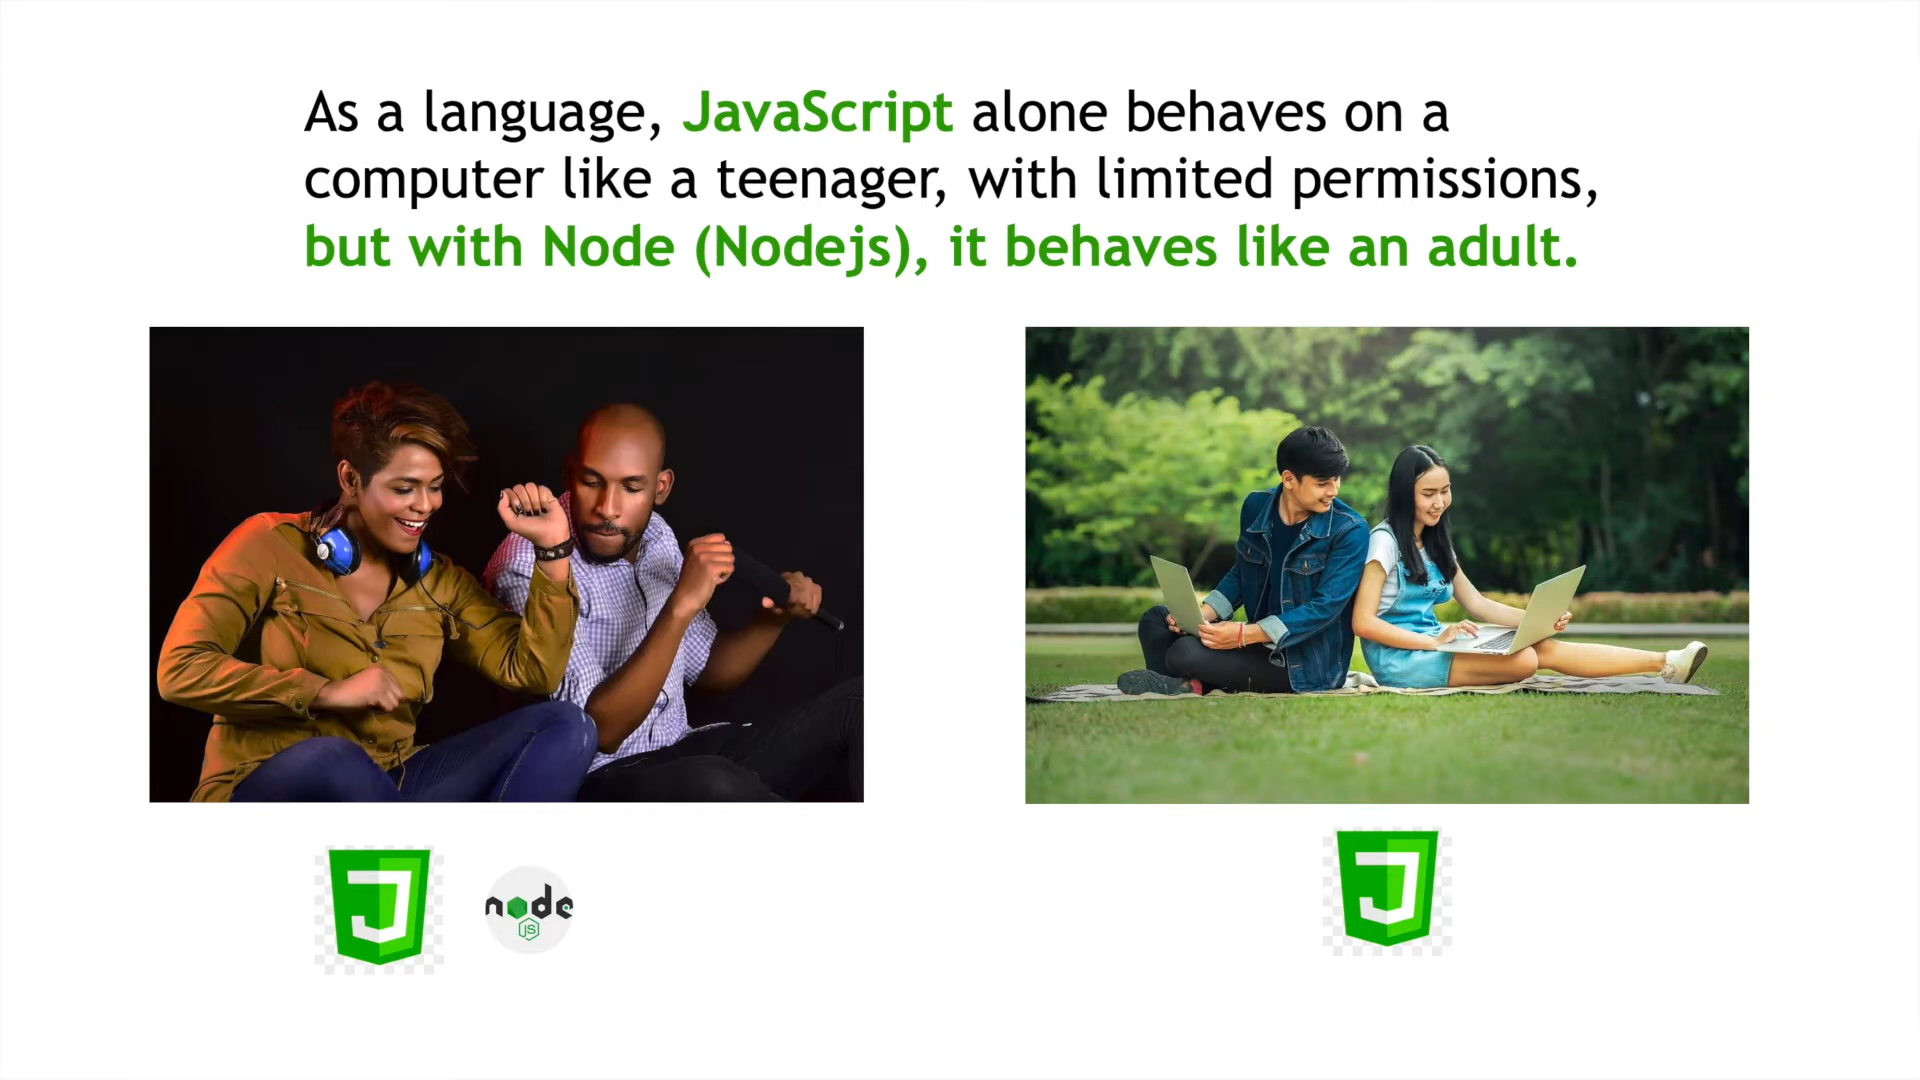 As a language, JavaScript alone behaves on a
computer like a teenager, with limited permissions,
but with Node (Nodejs), it behaves like an adult.
J
node
JS
J